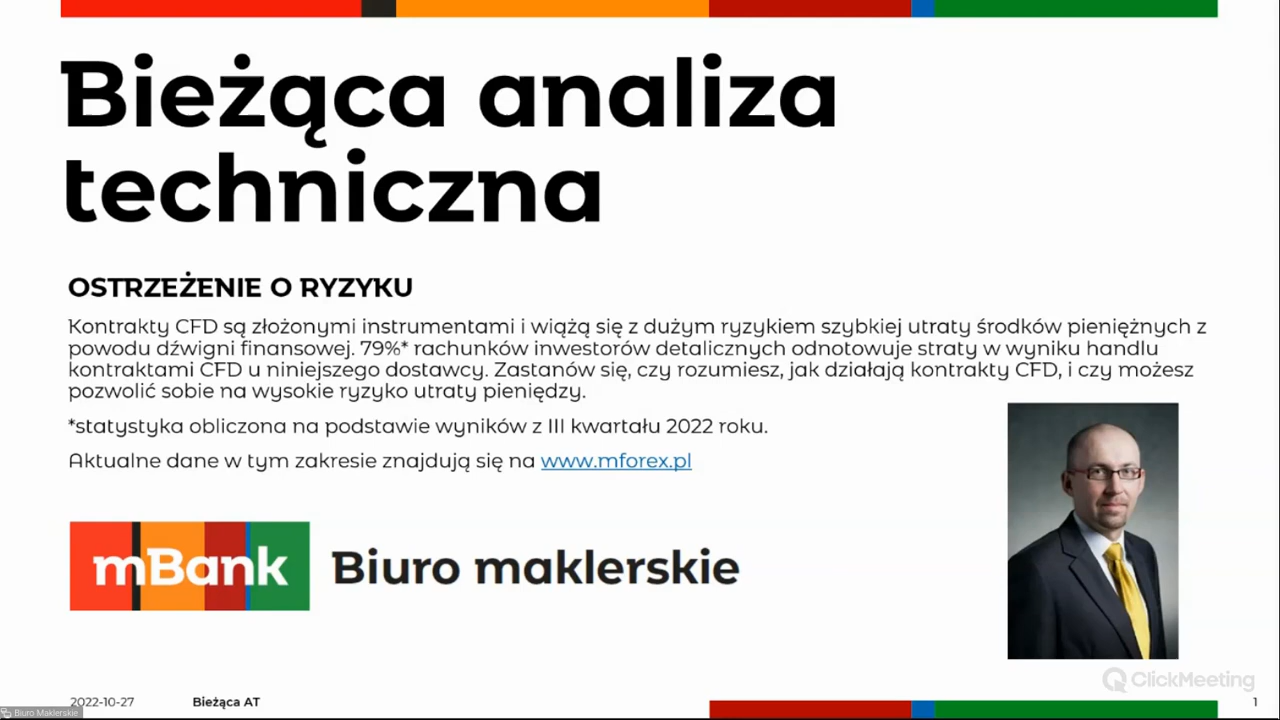 Bieżąca analiza
techniczna
OSTRZEŻENIE O RYZYKU
Kontrakty CFD są złożonymi instrumentami i wiążą się z dużym ryzykiem szybkiej utraty środków pieniężnych z
powodu dźwigni finansowej. 79%* rachunków inwestorów detalicznych odnotowuje straty w wyniku handlu
kontraktami CFD u niniejszego dostawcy. Zastanów się, czy rozumiesz, jak działają kontrakty CFD, i czy możesz
pozwolić sobie na wysokie ryzyko utraty pieniędzy.
*statystyka obliczona na podstawie wyników z III kwartału 2022 roku.
Aktualne dane w tym zakresie znajdują się na www.mforex.pl
mBank Biuro maklerskie
ClickMeeting
2022-10-27 Bieżąca AT 1
Biuro Maklerskie